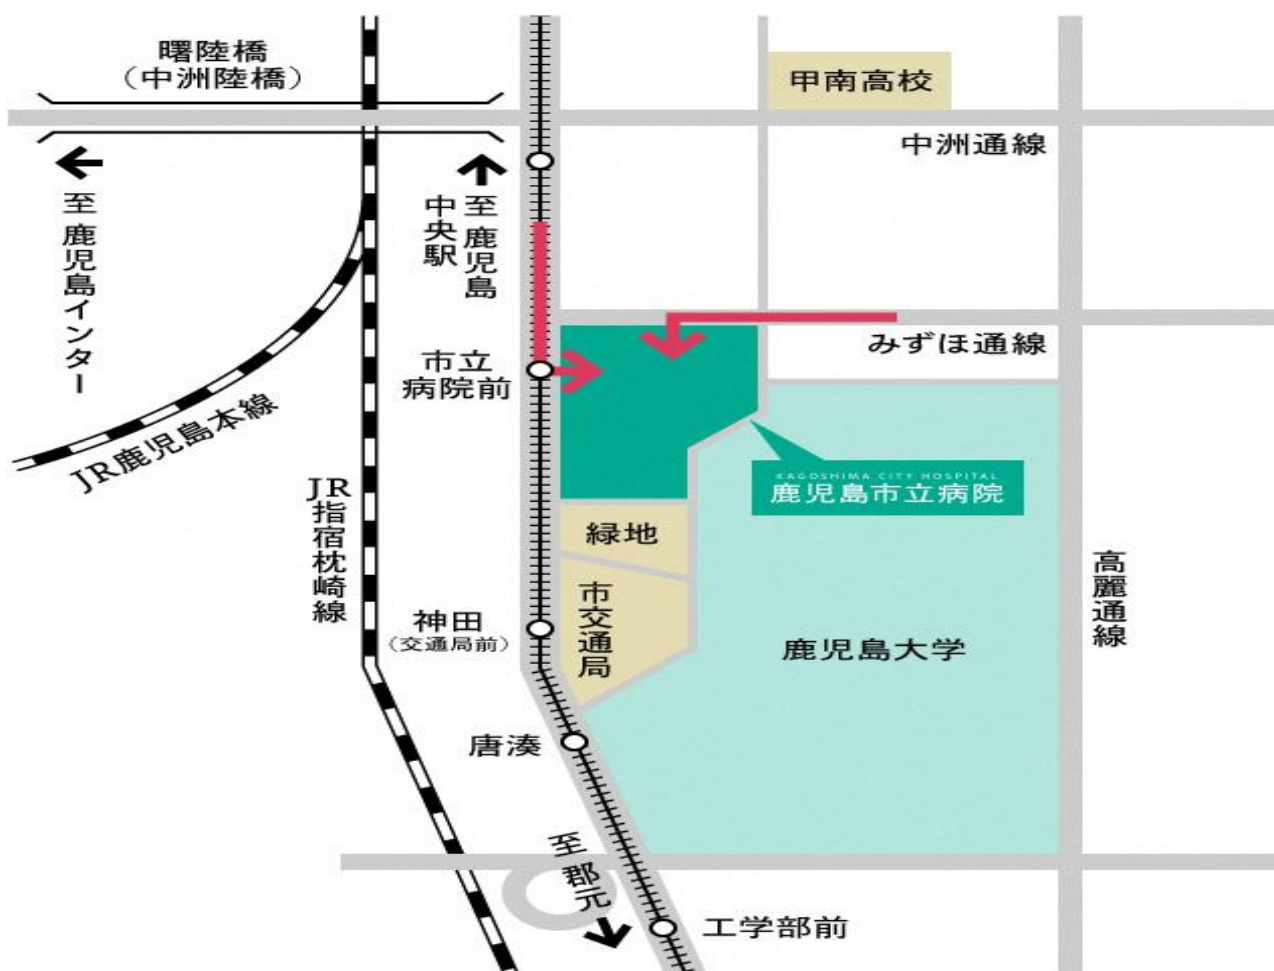 曙陸橋
(中洲陸橋)
甲南高校
中洲通線
至 鹿児島インター
至 鹿児島
中央駅
みずほ通線
市立
病院前
JR鹿児島本線
KAGOSHIMA CITY HOSPITAL
鹿児島市立病院
JR指宿枕崎線
緑地
高麗通線
市交通局
神田
(交通局前)
鹿児島大学
唐湊
至 郡元
工学部前